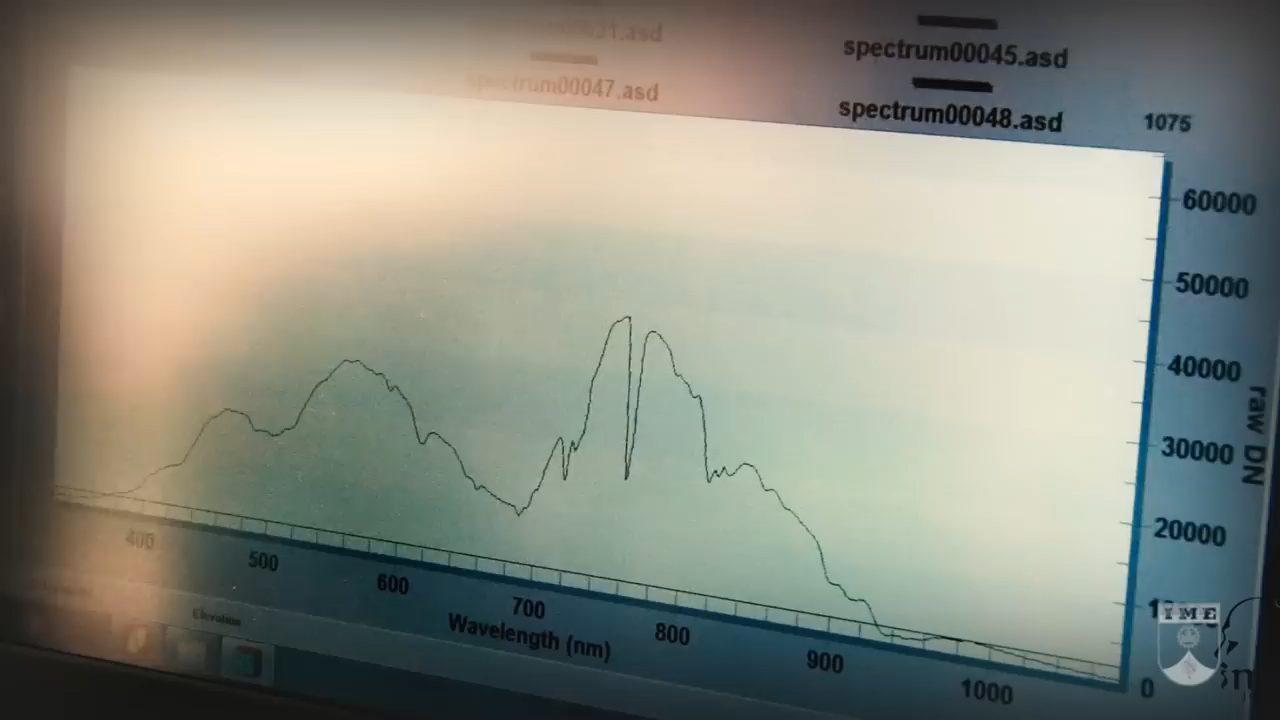 spectrum00045.asd
spectrum00047.asd
spectrum00048.asd
1075
60000
50000
40000
30000
20000
0
raw DN
400
500
600
700
800
900
1000
Wavelength (nm)
Elevation
IME